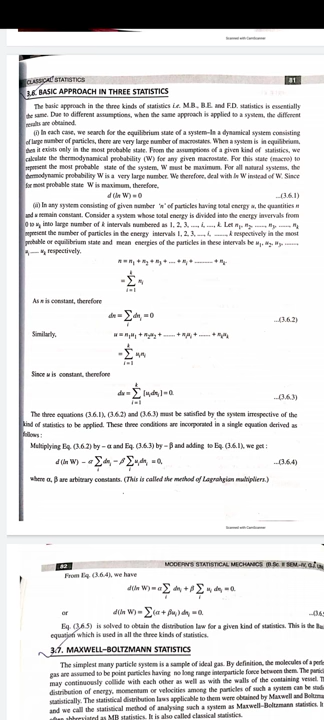 Scanned with CamScanner
CLASSICAL STATISTICS 81
3.6. BASIC APPROACH IN THREE STATISTICS
The basic approach in the three kinds of statistics i.e. M.B., B.E. and F.D. statistics is essentially
the same. Due to different assumptions, when the same approach is applied to a system, the different
results are obtained.
(i) In each case, we search for the equilibrium state of a system–In a dynamical system consisting
of large number of particles, there are very large number of macrostates. When a system is in equilibrium,
then it exists only in the most probable state. From the assumptions of a given kind of statistics, we
calculate the thermodynamical probability (W) for any given macrostate. For this state (macro) to
represent the most probable state of the system, W must be maximum. For all natural systems, the
thermodynamic probability W is a very large number. We therefore, deal with ln W instead of W. Since
for most probable state W is maximum, therefore,
d (ln W) = 0 ...(3.6.1)
(ii) In any system consisting of given number 'n' of particles having total energy u, the quantities n
and u remain constant. Consider a system whose total energy is divided into the energy intervals from
0 to uₖ into large number of k intervals numbered as 1, 2, 3, ...., i, ...., k. Let n₁, n₂, ......, nᵢ, ......, nₖ
represent the number of particles in the energy intervals 1, 2, 3, ...., i, ......, k respectively in the most
probable or equilibrium state and mean energies of the particles in these intervals be u₁, u₂, u₃, ......,
uᵢ ..... uₖ respectively.
n = n₁ + n₂ + n₃ + .... + nᵢ + .......... + nₖ.
= ∑ᵢ₌₁ᵏ nᵢ
As n is constant, therefore
dn = ∑ᵢ dnᵢ = 0 ...(3.6.2)
Similarly, u = n₁u₁ + n₂u₂ + ....... + nᵢuᵢ + ....... + nₖuₖ
= ∑ᵢ₌₁ᵏ uᵢnᵢ
Since u is constant, therefore
du = ∑ᵢ₌₁ᵏ [uᵢdnᵢ] = 0. ...(3.6.3)
The three equations (3.6.1), (3.6.2) and (3.6.3) must be satisfied by the system irrespective of the
kind of statistics to be applied. These three conditions are incorporated in a single equation derived as
follows :
Multiplying Eq. (3.6.2) by – α and Eq. (3.6.3) by – β and adding to Eq. (3.6.1), we get :
d (ln W) – α ∑ᵢ dnᵢ – β ∑ᵢ uᵢ dnᵢ = 0, ...(3.6.4)
where α, β are arbitrary constants. (This is called the method of Lagrahgian multipliers.)
Scanned with CamScanner
82 MODERN'S STATISTICAL MECHANICS (B.Sc. II SEM.-IV,
From Eq. (3.6.4), we have
d(ln W) = α ∑ᵢ dnᵢ + β ∑ᵢ uᵢ dnᵢ = 0.
or d(ln W) = ∑ᵢ (α + βuᵢ) dnᵢ = 0. ...(3.6
Eq. (3.6.5) is solved to obtain the distribution law for a given kind of statistics. This is the
equation which is used in all the three kinds of statistics.
3.7. MAXWELL–BOLTZMANN STATISTICS
The simplest many particle system is a sample of ideal gas. By definition, the molecules of a
gas are assumed to be point particles having no long range interparticle force between them. The
may continuously collide with each other as well as with the walls of the containing vessel.
distribution of energy, momentum or velocities among the particles of such a system can be
statistically. The statistical distribution laws applicable to them were obtained by Maxwell and
and we call the method of analysing such a system as Maxwell–Boltzmann statistics. It
often abbreviated as MB statistics. It is also called classical statistics.